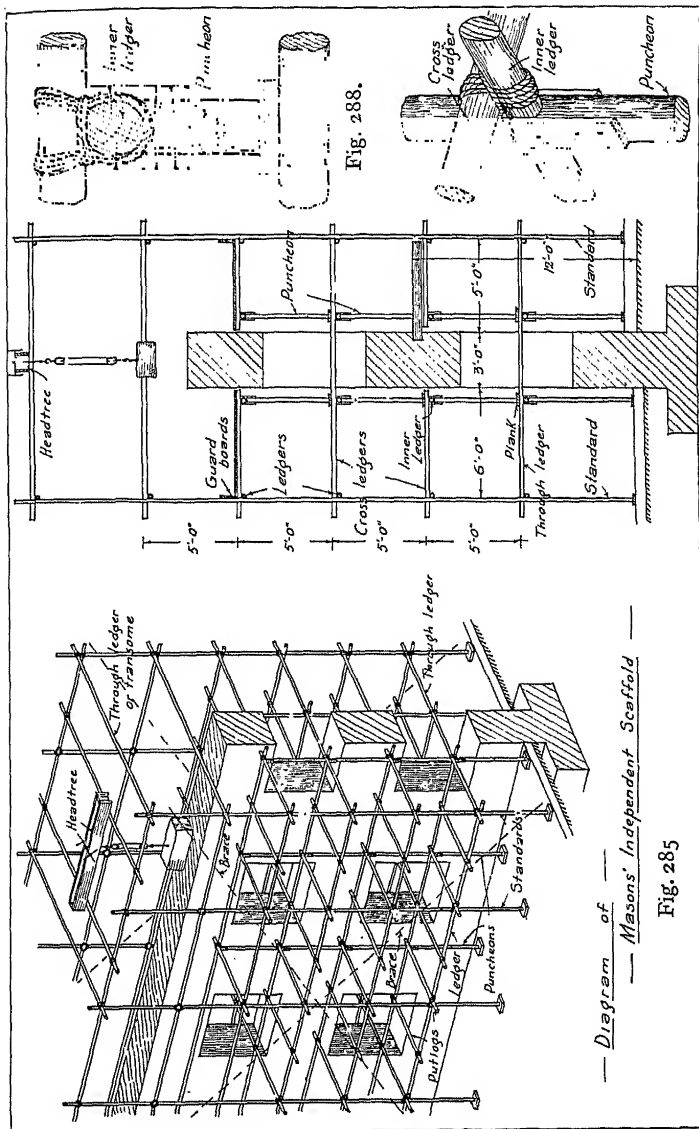 Through ledger
or transome
Headtree
Brace
Through ledger
Brace
Standards
ledger
Puncheons
Putlogs
Diagram of
Masons' Independent Scaffold
Fig. 285
Headtree
Guard
boards
Ledgers
Cross
ledgers
Inner
Ledger
Plank
Through ledger
Standard
Puncheon
Standard
5'-0"
5'-0"
5'-0"
5'-0"
6'-0"
3'-0"
5'-0"
12'-0"
Inner
ledger
Puncheon
Fig. 288.
Cross
ledger
Inner
ledger
Puncheon